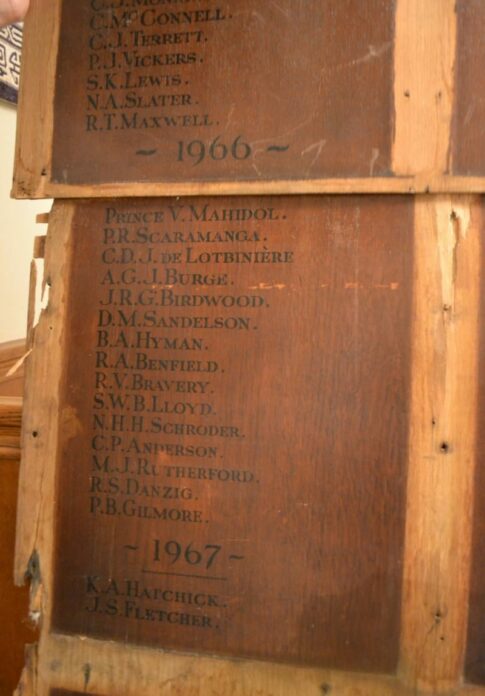 C. McCONNELL.
C.J. TERRETT.
P.J. VICKERS.
S.K. LEWIS.
N.A. SLATER.
R.T. MAXWELL.
~ 1966 ~
PRINCE V. MAHIDOL.
P.R. SCARAMANGA.
C.D.J. DE LOTBINIÈRE
A.G.J. BURGE.
J.R.G. BIRDWOOD.
D.M. SANDELSON.
B.A. HYMAN.
R.A. BENFIELD.
R.V. BRAVERY.
S.W.B. LLOYD.
N.H.H. SCHRODER.
C.P. ANDERSON.
M.J. RUTHERFORD.
R.S. DANZIG.
P.B. GILMORE.
~ 1967 ~
K.A. HATCHICK.
J.S. FLETCHER.